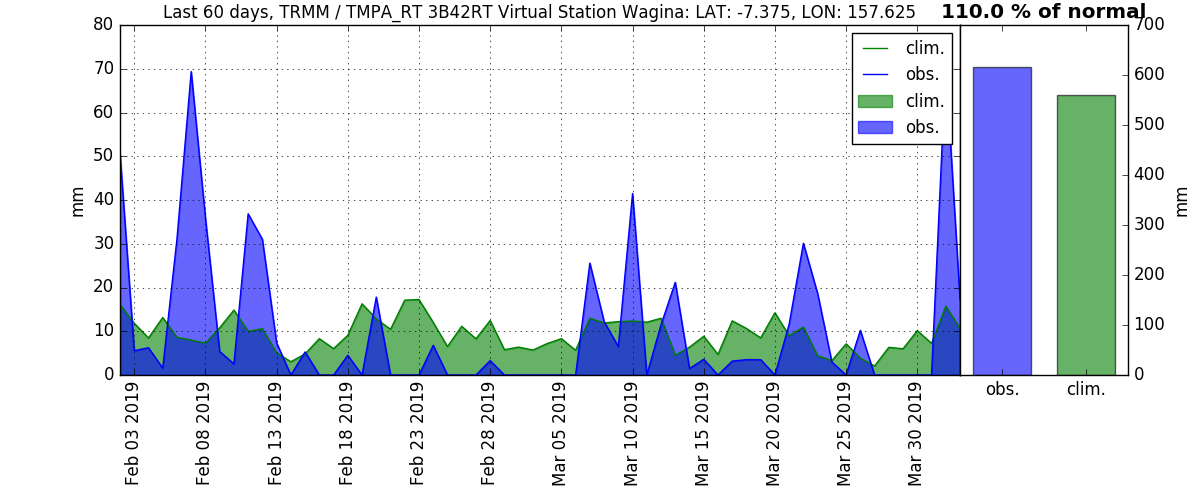 Last 60 days, TRMM / TMPA_RT 3B42RT Virtual Station Wagina: LAT: -7.375, LON: 157.625
110.0 % of normal
80
70
60
50
40
30
20
10
0
mm
clim.
obs.
clim.
obs.
Feb 03 2019
Feb 08 2019
Feb 13 2019
Feb 18 2019
Feb 23 2019
Feb 28 2019
Mar 05 2019
Mar 10 2019
Mar 15 2019
Mar 20 2019
Mar 25 2019
Mar 30 2019
700
600
500
400
300
200
100
0
mm
obs.
clim.